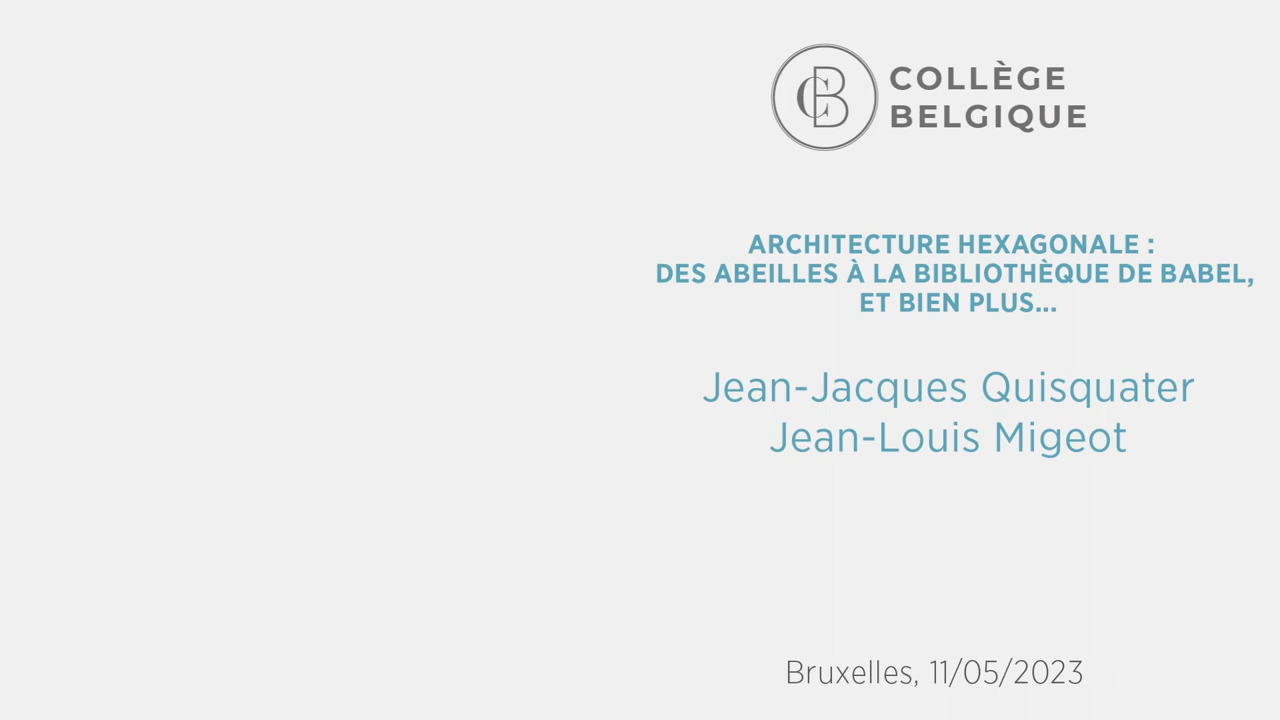 CB
COLLÈGE
BELGIQUE
ARCHITECTURE HEXAGONALE :
DES ABEILLES À LA BIBLIOTHÈQUE DE BABEL,
ET BIEN PLUS...
Jean-Jacques Quisquater
Jean-Louis Migeot
Bruxelles, 11/05/2023